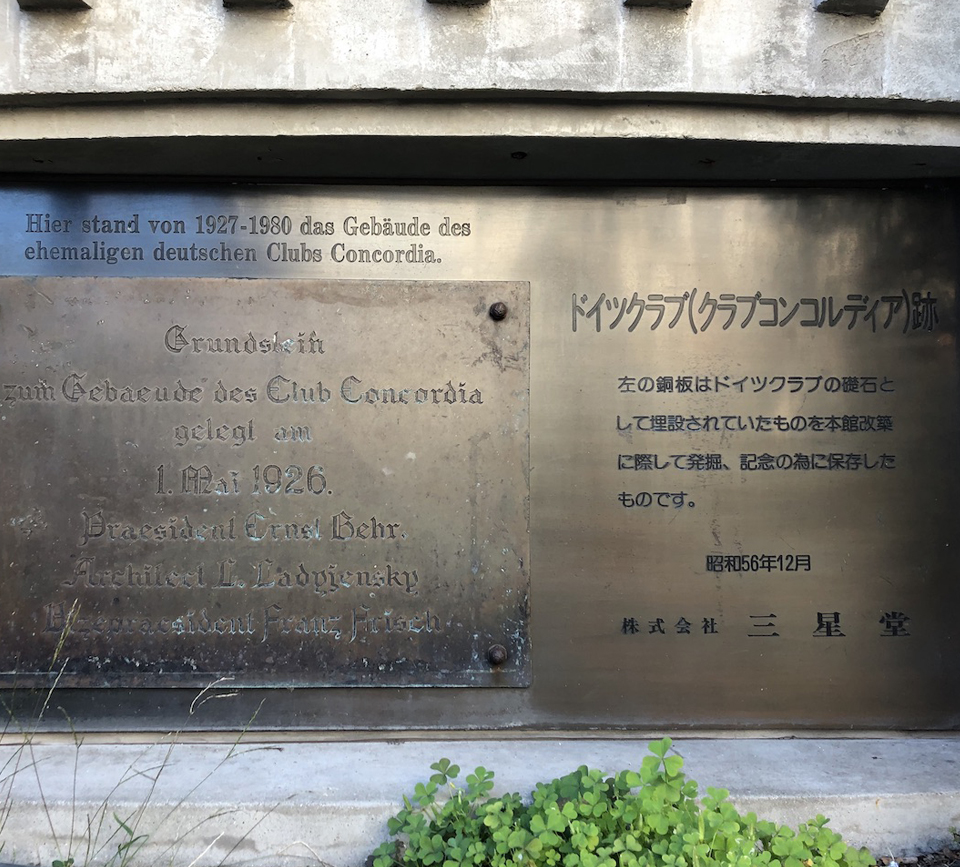 Hier stand von 1927-1980 das Gebäude des
ehemaligen deutschen Clubs Concordia.
Grundstein
zum Gebaeude des Club Concordia
gelegt am
1. Mai 1926.
Praesident Ernst Behr.
Architect L. Ladyjensky
Vizepraesident Franz Frisch
ドイツクラブ(クラブコンコルディア)跡
左の銅板はドイツクラブの礎石と
して埋設されていたものを本館改築
に際して発掘、記念の為に保存した
ものです。
昭和56年12月
株式会社 三星堂